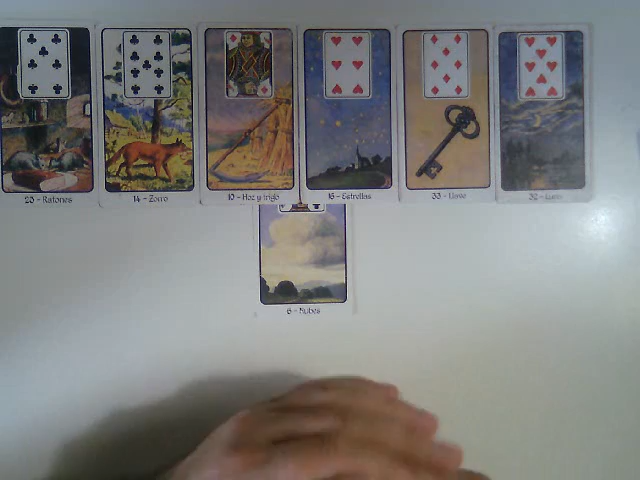 23 - Ratones
14 - Zorro
10 - Hoz y trigo
16 - Estrellas
33 - Llave
32 - Luna
6 - Nubes